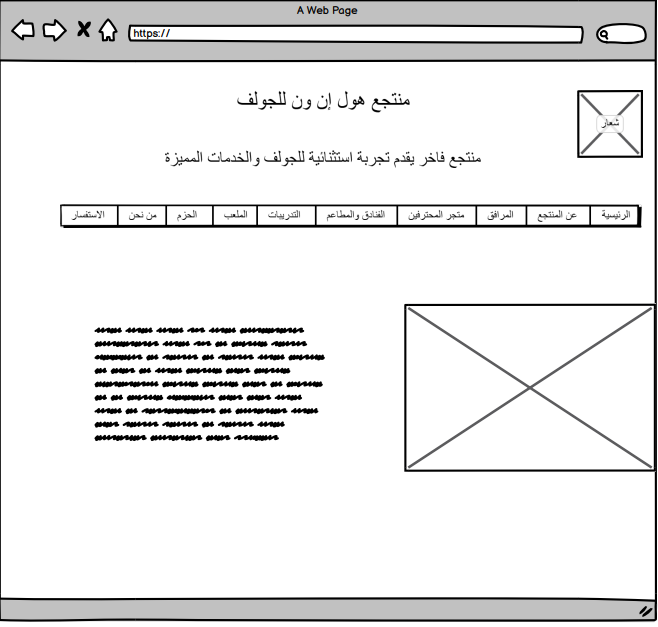 A Web Page
https://
منتجع هول إن ون للجولف
شعار
منتجع فاخر يقدم تجربة استثنائية للجولف والخدمات المميزة
الرئيسية عن المنتجع المرافق متجر المحترفين الفنادق والمطاعم التدريبات الملعب الحزم من نحن الاستفسار